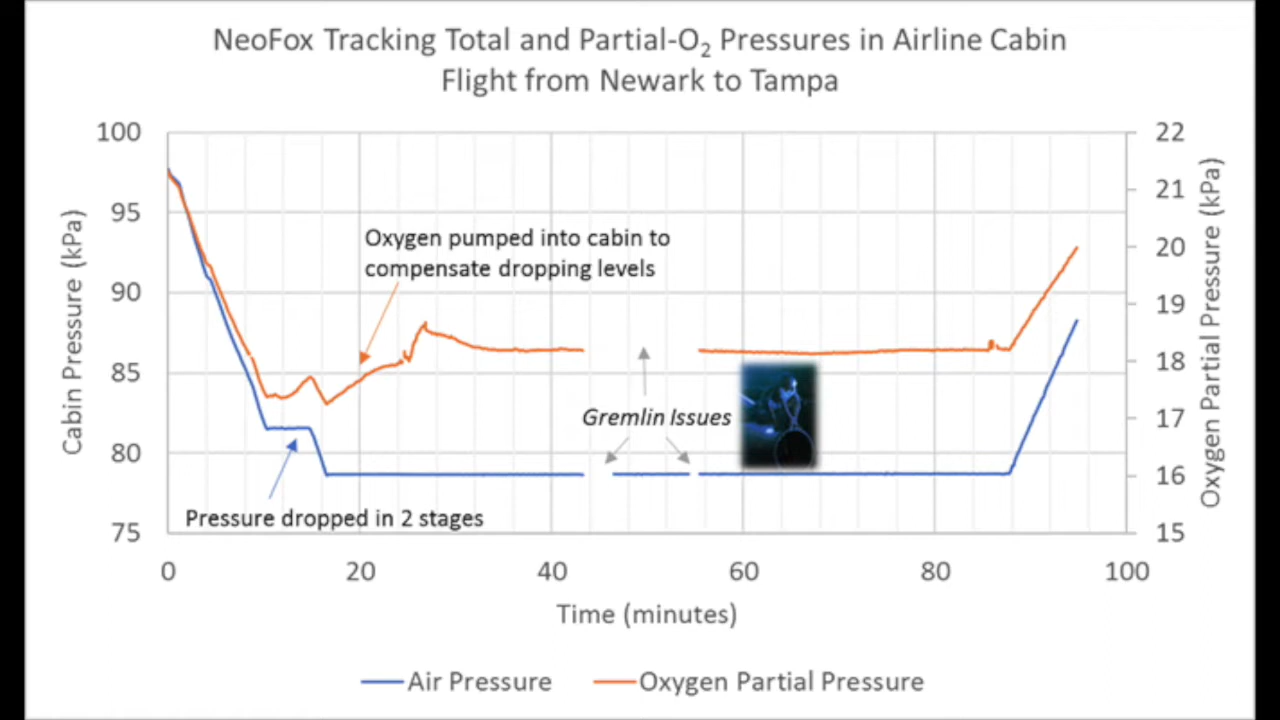 NeoFox Tracking Total and Partial-O₂ Pressures in Airline Cabin
Flight from Newark to Tampa
100
95
90
85
80
75
Cabin Pressure (kPa)
22
21
20
19
18
17
16
15
Oxygen Partial Pressure (kPa)
Oxygen pumped into cabin to
compensate dropping levels
Gremlin Issues
Pressure dropped in 2 stages
0 20 40 60 80 100
Time (minutes)
Air Pressure Oxygen Partial Pressure